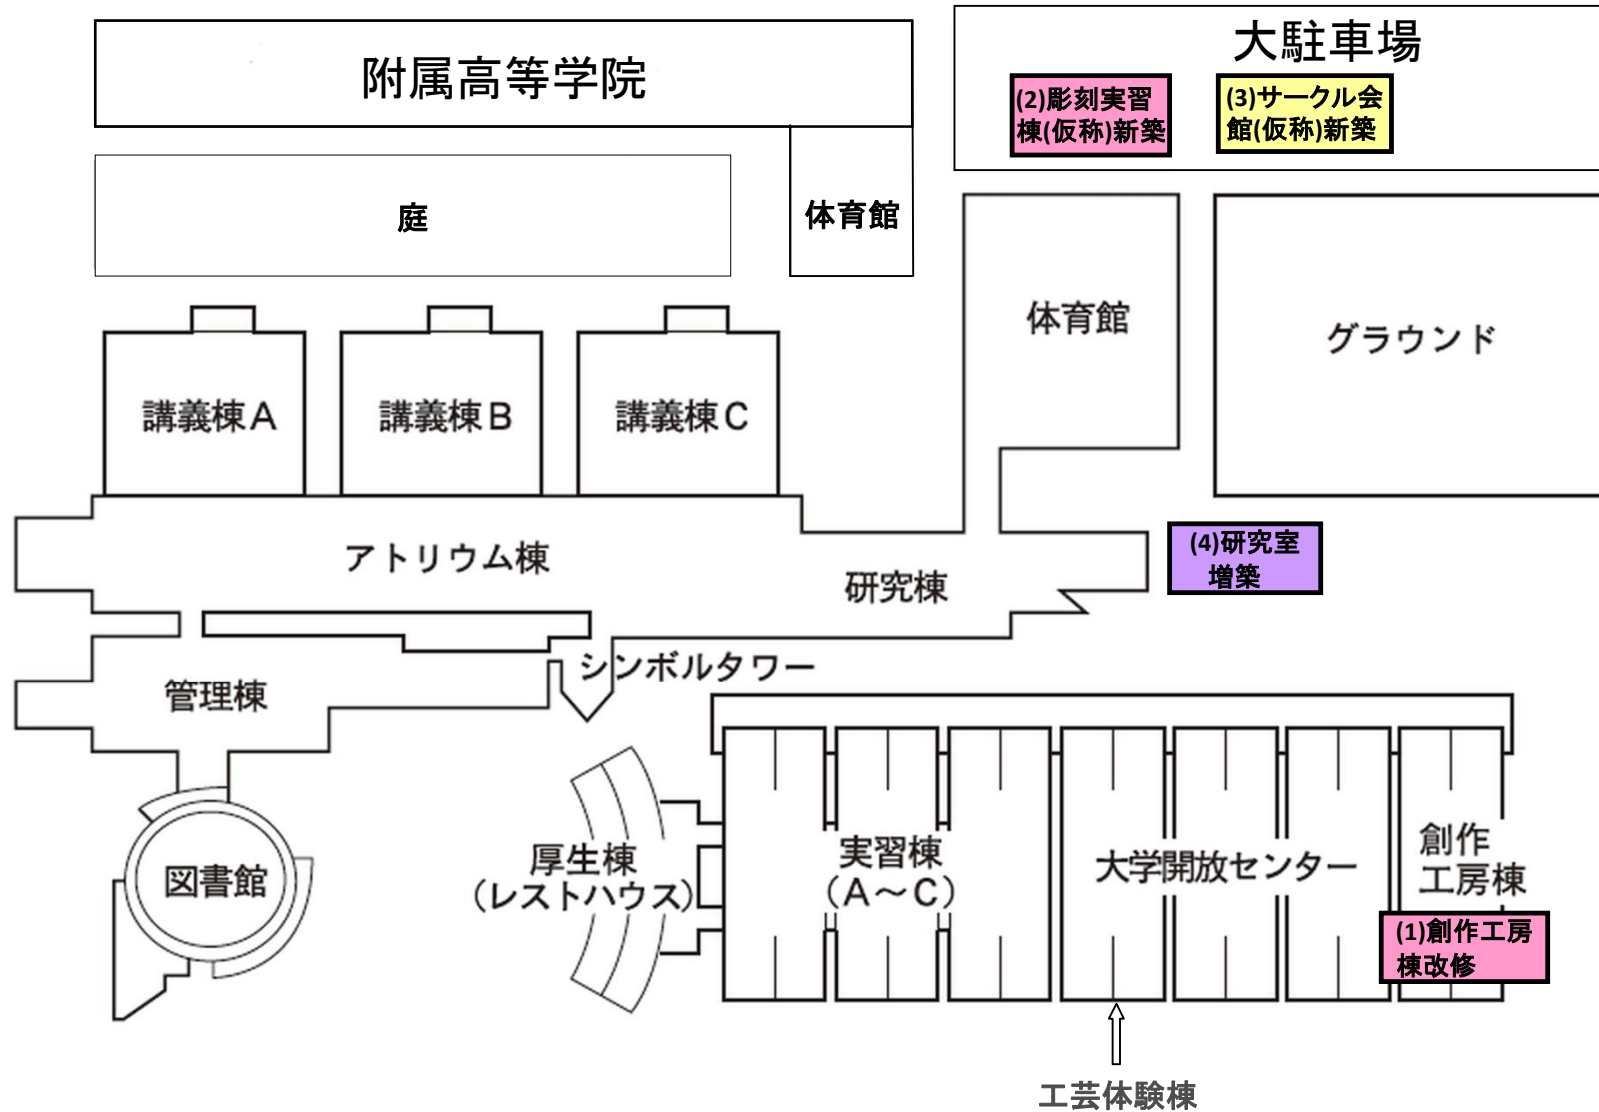 附属高等学院
大駐車場
(2)彫刻実習
棟(仮称)新築
(3)サークル会
館(仮称)新築
庭
体育館
体育館
グラウンド
講義棟A
講義棟B
講義棟C
アトリウム棟
研究棟
(4)研究室
増築
シンボルタワー
管理棟
図書館
厚生棟
(レストハウス)
実習棟
(A～C)
大学開放センター
創作
工房棟
(1)創作工房
棟改修
工芸体験棟